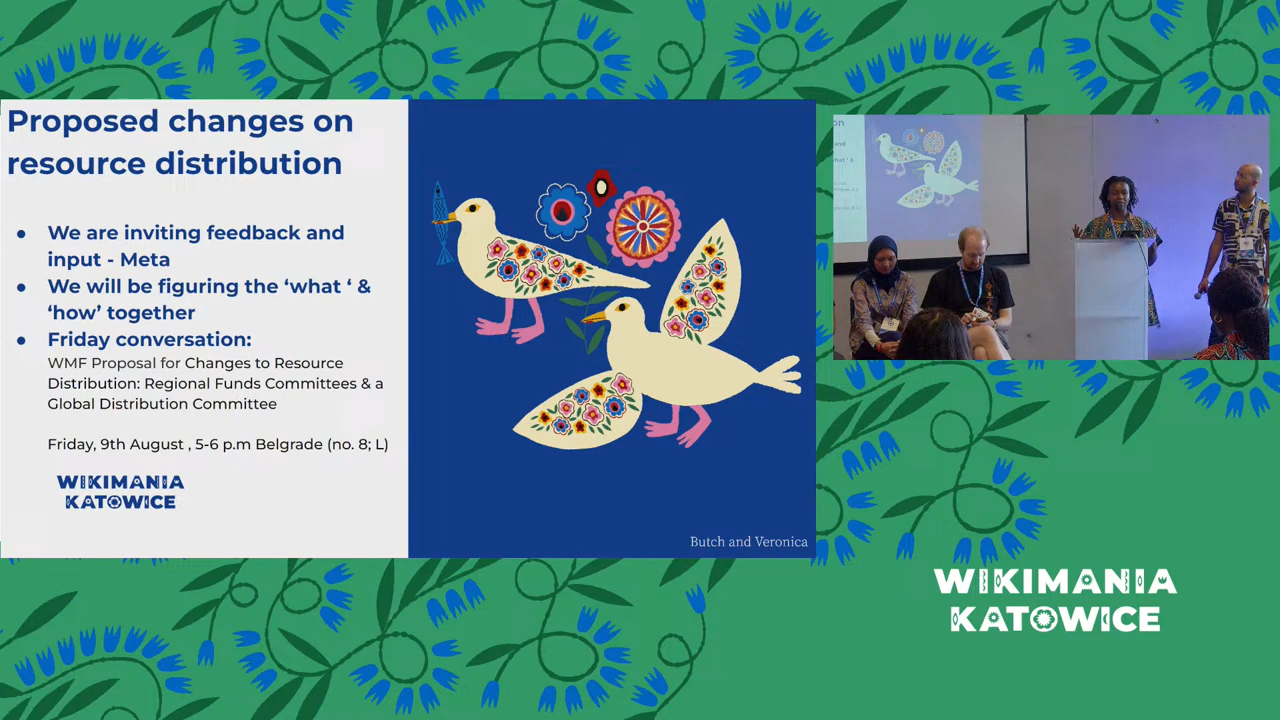 Proposed changes on
resource distribution
● We are inviting feedback and
input - Meta
● We will be figuring the ‘what ‘ &
‘how’ together
● Friday conversation:
WMF Proposal for Changes to Resource
Distribution: Regional Funds Committees & a
Global Distribution Committee
Friday, 9th August , 5-6 p.m Belgrade (no. 8; L)
WIKIMANIA
KATOWICE
Butch and Veronica
WIKIMANIA
KATOWICE